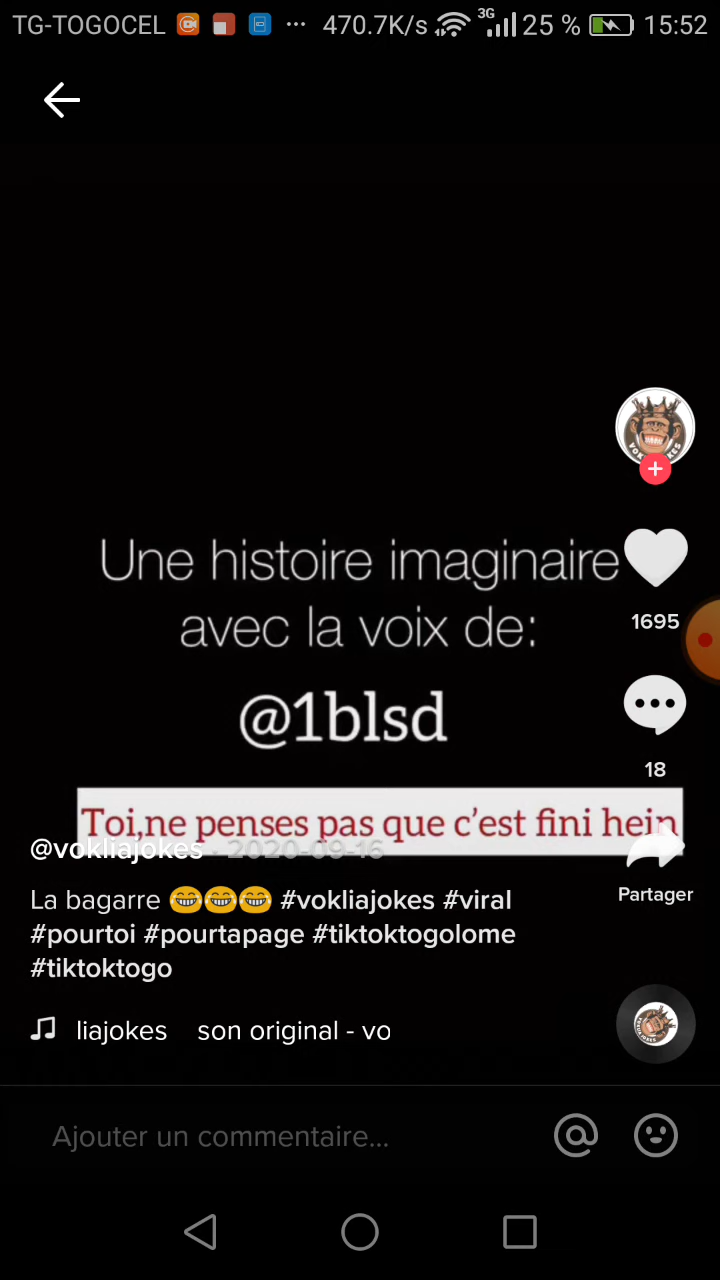 TG-TOGOCEL ... 470.7K/s 3G 25 % 15:52
Une histoire imaginaire
avec la voix de:
@1blsd
1695
18
Toi,ne penses pas que c'est fini hein
@vokliajokes · 2020-09-16
Partager
La bagarre 😂😂😂 #vokliajokes #viral
#pourtoi #pourtapage #tiktoktogolome
#tiktoktogo
liajokes son original - vo
Ajouter un commentaire...